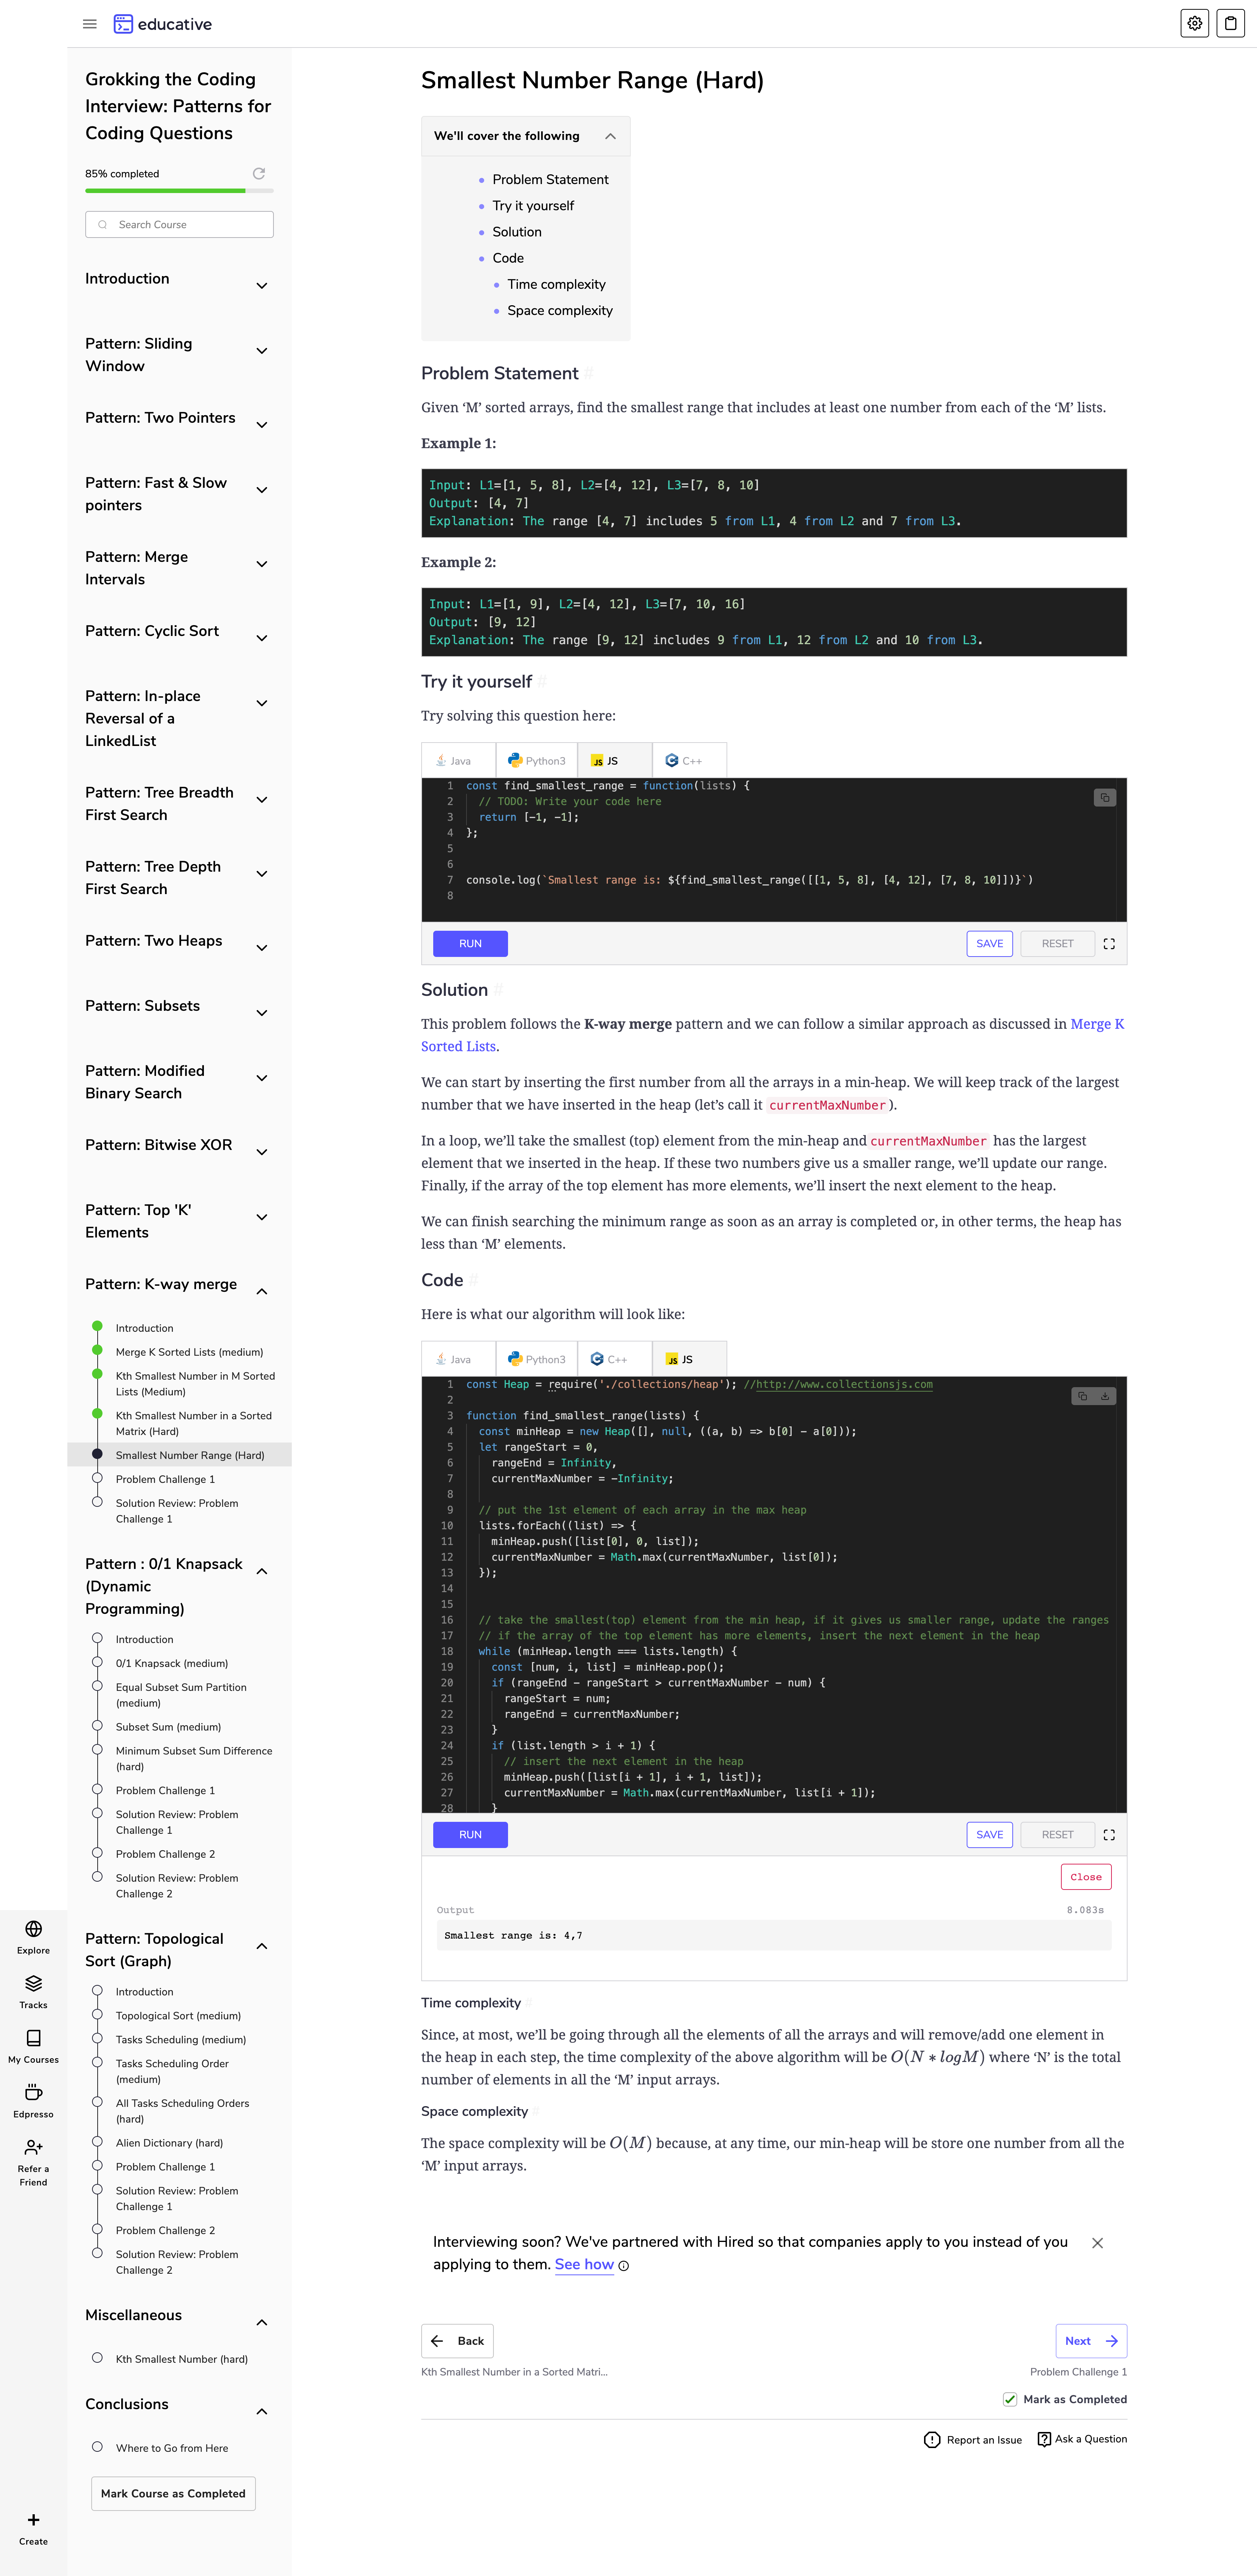 educative
Grokking the Coding
Interview: Patterns for
Coding Questions
85% completed
Search Course
Introduction
Pattern: Sliding
Window
Pattern: Two Pointers
Pattern: Fast & Slow
pointers
Pattern: Merge
Intervals
Pattern: Cyclic Sort
Pattern: In-place
Reversal of a
LinkedList
Pattern: Tree Breadth
First Search
Pattern: Tree Depth
First Search
Pattern: Two Heaps
Pattern: Subsets
Pattern: Modified
Binary Search
Pattern: Bitwise XOR
Pattern: Top 'K'
Elements
Pattern: K-way merge
Introduction
Merge K Sorted Lists (medium)
Kth Smallest Number in M Sorted
Lists (Medium)
Kth Smallest Number in a Sorted
Matrix (Hard)
Smallest Number Range (Hard)
Problem Challenge 1
Solution Review: Problem
Challenge 1
Pattern : 0/1 Knapsack
(Dynamic
Programming)
Introduction
0/1 Knapsack (medium)
Equal Subset Sum Partition
(medium)
Subset Sum (medium)
Minimum Subset Sum Difference
(hard)
Problem Challenge 1
Solution Review: Problem
Challenge 1
Problem Challenge 2
Solution Review: Problem
Challenge 2
Pattern: Topological
Sort (Graph)
Introduction
Topological Sort (medium)
Tasks Scheduling (medium)
Tasks Scheduling Order
(medium)
All Tasks Scheduling Orders
(hard)
Alien Dictionary (hard)
Problem Challenge 1
Solution Review: Problem
Challenge 1
Problem Challenge 2
Solution Review: Problem
Challenge 2
Miscellaneous
Kth Smallest Number (hard)
Conclusions
Where to Go from Here
Mark Course as Completed
Explore
Tracks
My Courses
Edpresso
Refer a
Friend
Create
Smallest Number Range (Hard)
We'll cover the following
Problem Statement
Try it yourself
Solution
Code
Time complexity
Space complexity
Problem Statement #
Given ‘M’ sorted arrays, find the smallest range that includes at least one number from each of the ‘M’ lists.
Example 1:
Input: L1=[1, 5, 8], L2=[4, 12], L3=[7, 8, 10]
Output: [4, 7]
Explanation: The range [4, 7] includes 5 from L1, 4 from L2 and 7 from L3.
Example 2:
Input: L1=[1, 9], L2=[4, 12], L3=[7, 10, 16]
Output: [9, 12]
Explanation: The range [9, 12] includes 9 from L1, 12 from L2 and 10 from L3.
Try it yourself #
Try solving this question here:
Java Python3 JS C++
1 const find_smallest_range = function(lists) {
2 // TODO: Write your code here
3 return [-1, -1];
4 };
5
6
7 console.log(`Smallest range is: ${find_smallest_range([[1, 5, 8], [4, 12], [7, 8, 10]])}`)
8
RUN SAVE RESET
Solution #
This problem follows the K-way merge pattern and we can follow a similar approach as discussed in Merge K
Sorted Lists.
We can start by inserting the first number from all the arrays in a min-heap. We will keep track of the largest
number that we have inserted in the heap (let’s call it currentMaxNumber).
In a loop, we’ll take the smallest (top) element from the min-heap and currentMaxNumber has the largest
element that we inserted in the heap. If these two numbers give us a smaller range, we’ll update our range.
Finally, if the array of the top element has more elements, we’ll insert the next element to the heap.
We can finish searching the minimum range as soon as an array is completed or, in other terms, the heap has
less than ‘M’ elements.
Code #
Here is what our algorithm will look like:
Java Python3 C++ JS
1 const Heap = require('./collections/heap'); //http://www.collectionsjs.com
2
3 function find_smallest_range(lists) {
4 const minHeap = new Heap([], null, ((a, b) => b[0] - a[0]));
5 let rangeStart = 0,
6 rangeEnd = Infinity,
7 currentMaxNumber = -Infinity;
8
9 // put the 1st element of each array in the max heap
10 lists.forEach((list) => {
11 minHeap.push([list[0], 0, list]);
12 currentMaxNumber = Math.max(currentMaxNumber, list[0]);
13 });
14
15
16 // take the smallest(top) element from the min heap, if it gives us smaller range, update the ranges
17 // if the array of the top element has more elements, insert the next element in the heap
18 while (minHeap.length === lists.length) {
19 const [num, i, list] = minHeap.pop();
20 if (rangeEnd - rangeStart > currentMaxNumber - num) {
21 rangeStart = num;
22 rangeEnd = currentMaxNumber;
23 }
24 if (list.length > i + 1) {
25 // insert the next element in the heap
26 minHeap.push([list[i + 1], i + 1, list]);
27 currentMaxNumber = Math.max(currentMaxNumber, list[i + 1]);
28 }
RUN SAVE RESET
Close
Output 8.083s
Smallest range is: 4,7
Time complexity #
Since, at most, we’ll be going through all the elements of all the arrays and will remove/add one element in
the heap in each step, the time complexity of the above algorithm will be O(N ∗ logM) where ‘N’ is the total
number of elements in all the ‘M’ input arrays.
Space complexity #
The space complexity will be O(M) because, at any time, our min-heap will be store one number from all the
‘M’ input arrays.
Interviewing soon? We've partnered with Hired so that companies apply to you instead of you
applying to them. See how
Back Next
Kth Smallest Number in a Sorted Matri... Problem Challenge 1
Mark as Completed
Report an Issue Ask a Question